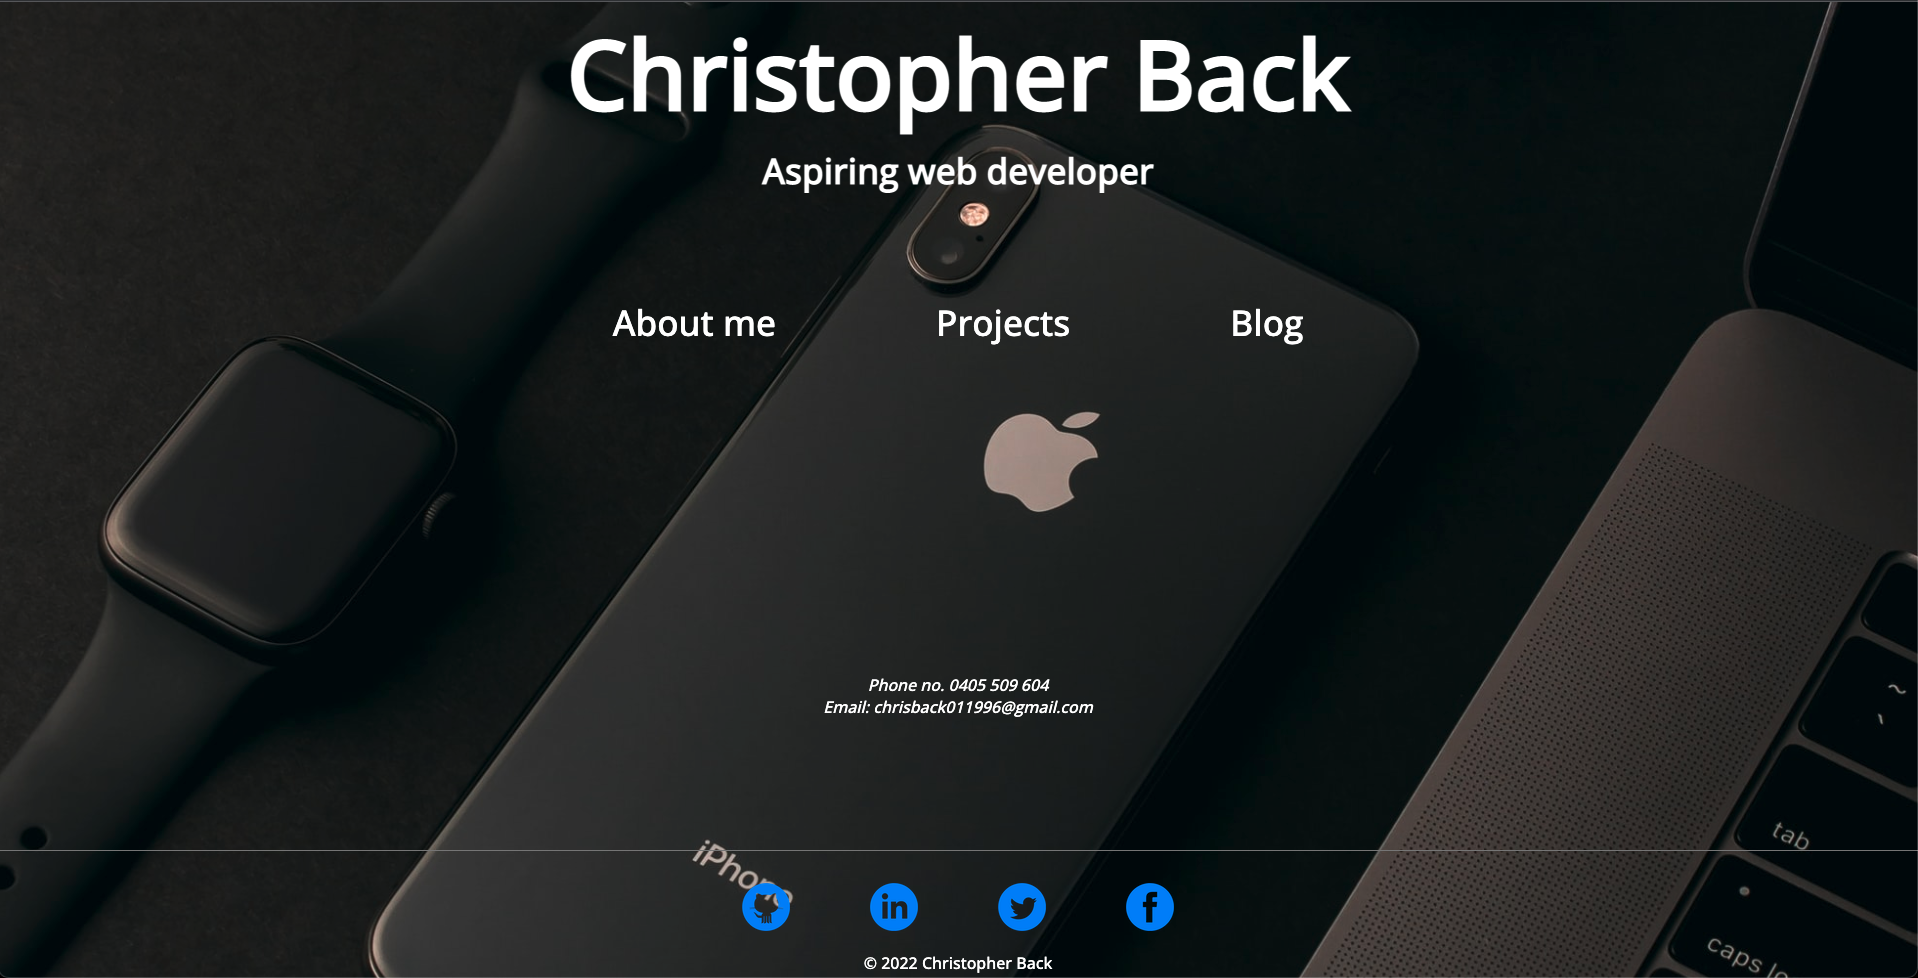 Christopher Back
Aspiring web developer
About me Projects Blog
Phone no. 0405 509 604
Email: chrisback011996@gmail.com
~
`
tab
iPhone
caps lo
in
f
© 2022 Christopher Back